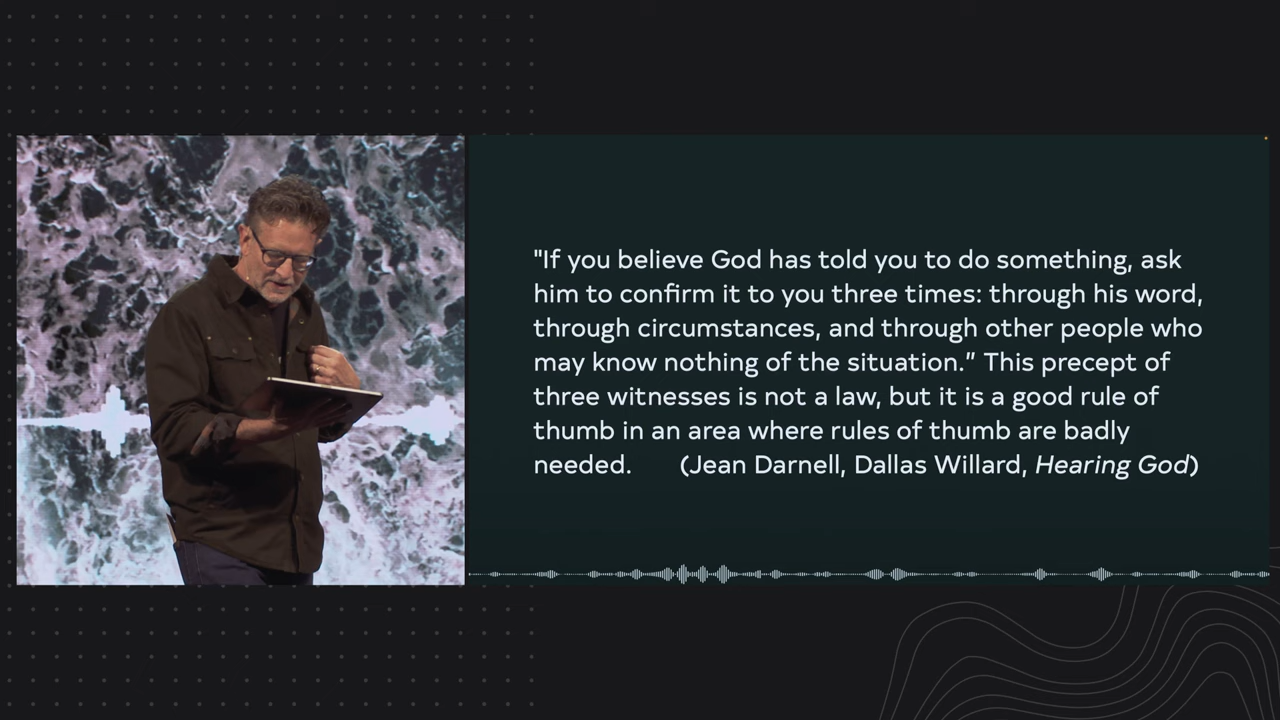 "If you believe God has told you to do something, ask
him to confirm it to you three times: through his word,
through circumstances, and through other people who
may know nothing of the situation.” This precept of
three witnesses is not a law, but it is a good rule of
thumb in an area where rules of thumb are badly
needed. (Jean Darnell, Dallas Willard, Hearing God)